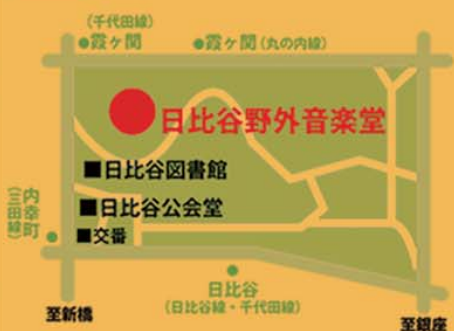 (千代田線)
●霞ヶ関
●霞ヶ関(丸の内線)
日比谷野外音楽堂
■日比谷図書館
■日比谷公会堂
■交番
内幸町
(三田線)
日比谷
(日比谷線・千代田線)
至新橋
至銀座